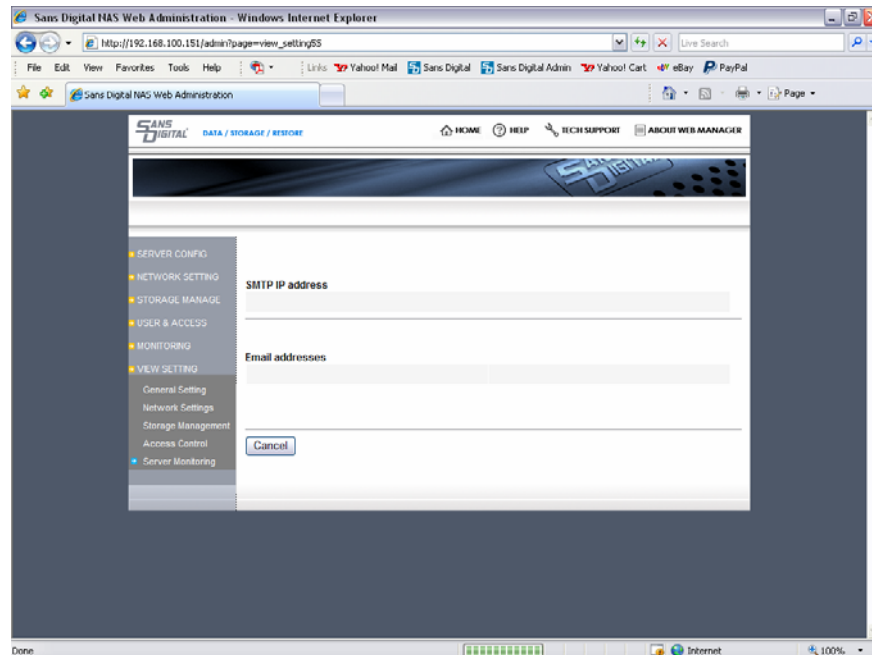 Sans Digital NAS Web Administration - Windows Internet Explorer
http://192.168.100.151/admin?page=view_setting55
Live Search
File Edit View Favorites Tools Help
Links Yahoo! Mail Sans Digital Sans Digital Admin Yahoo! Cart eBay PayPal
Sans Digital NAS Web Administration
Page
SANS DIGITAL DATA / STORAGE / RESTORE
HOME HELP TECH SUPPORT ABOUT WEB MANAGER
SANS DIGITAL
SERVER CONFIG
NETWORK SETTING
STORAGE MANAGE
USER & ACCESS
MONITORING
VIEW SETTING
General Setting
Network Settings
Storage Management
Access Control
Server Monitoring
SMTP IP address
Email addresses
Cancel
Done
Internet
100%